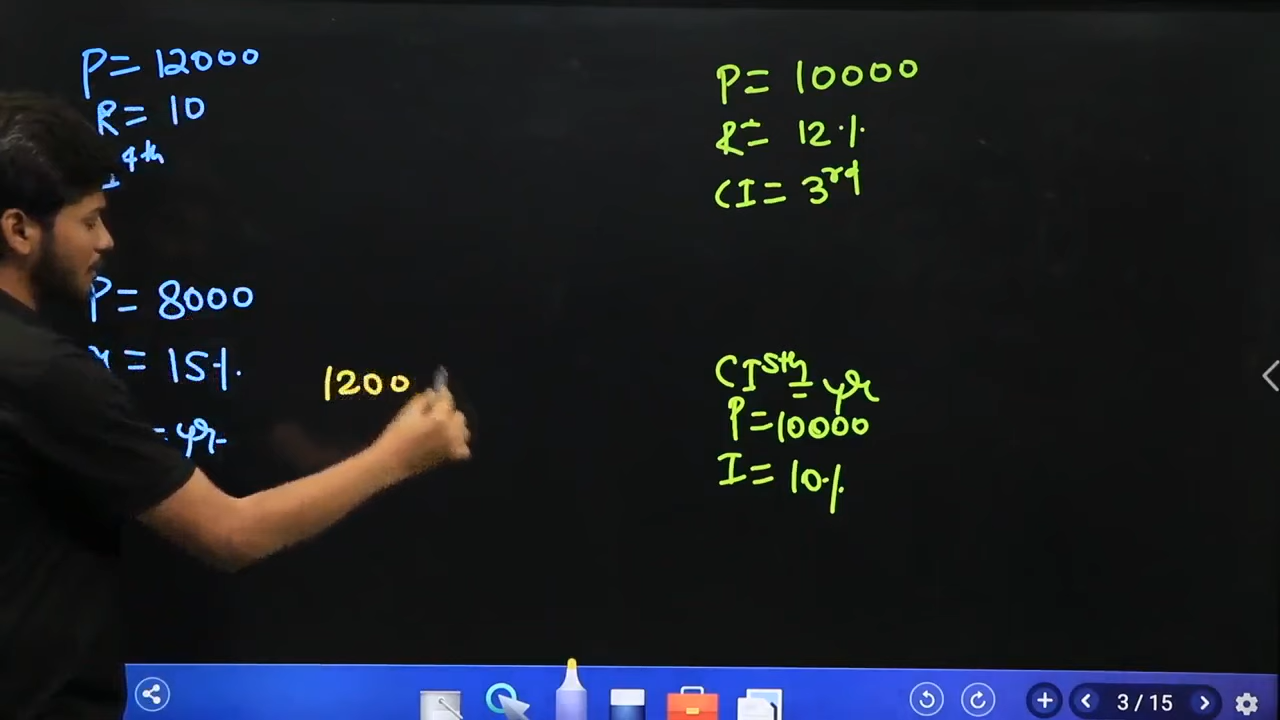 P= 12000
R= 10
4th
P= 8000
= 15%.
= yr
1200
P= 10000
R= 12%
CI= 3rd
CI 5th yr
P=10000
I= 10%
3 / 15